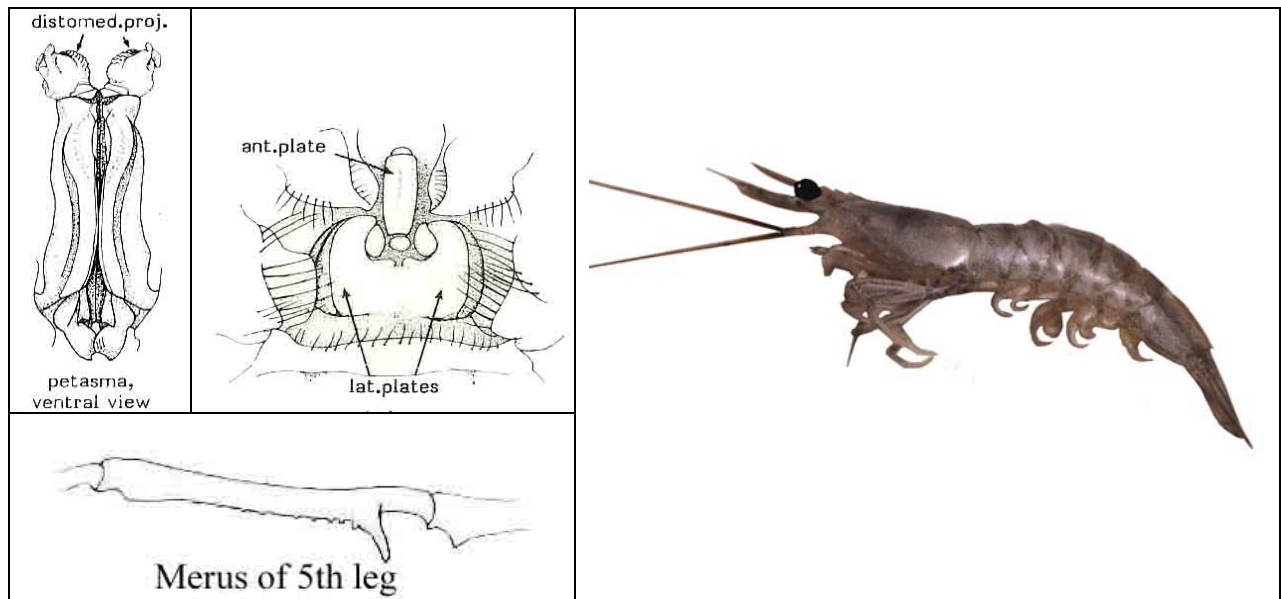 distomed.proj.
petasma,
ventral view
ant.plate
lat.plates
Merus of 5th leg